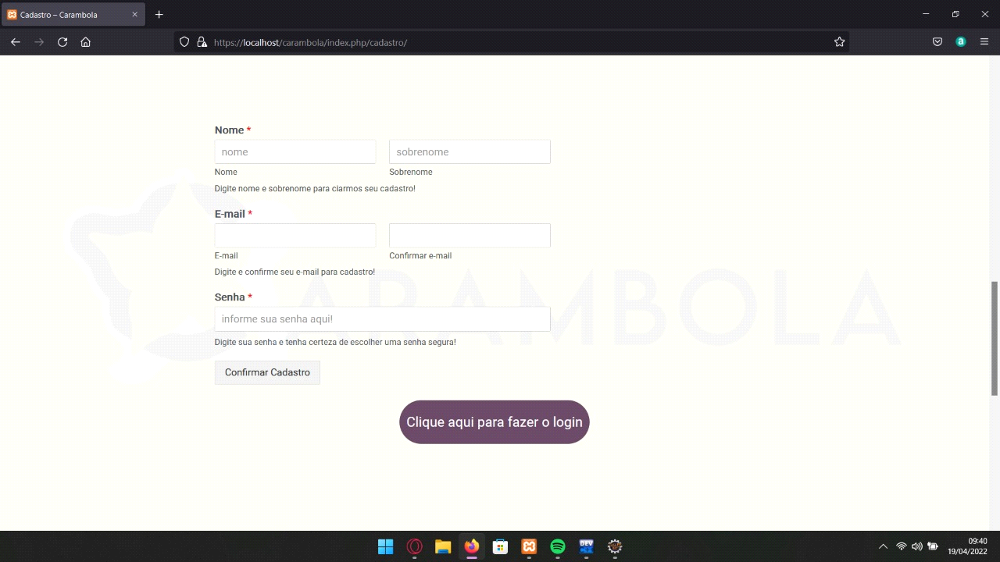 Cadastro – Carambola
https://localhost/carambola/index.php/cadastro/
a
Nome *
nome
sobrenome
Nome
Sobrenome
Digite nome e sobrenome para ciarmos seu cadastro!
E-mail *
E-mail
Confirmar e-mail
Digite e confirme seu e-mail para cadastro!
ARAMBOLA
Senha *
informe sua senha aqui!
Digite sua senha e tenha certeza de escolher uma senha segura!
Confirmar Cadastro
Clique aqui para fazer o login
DEV
09:40
19/04/2022